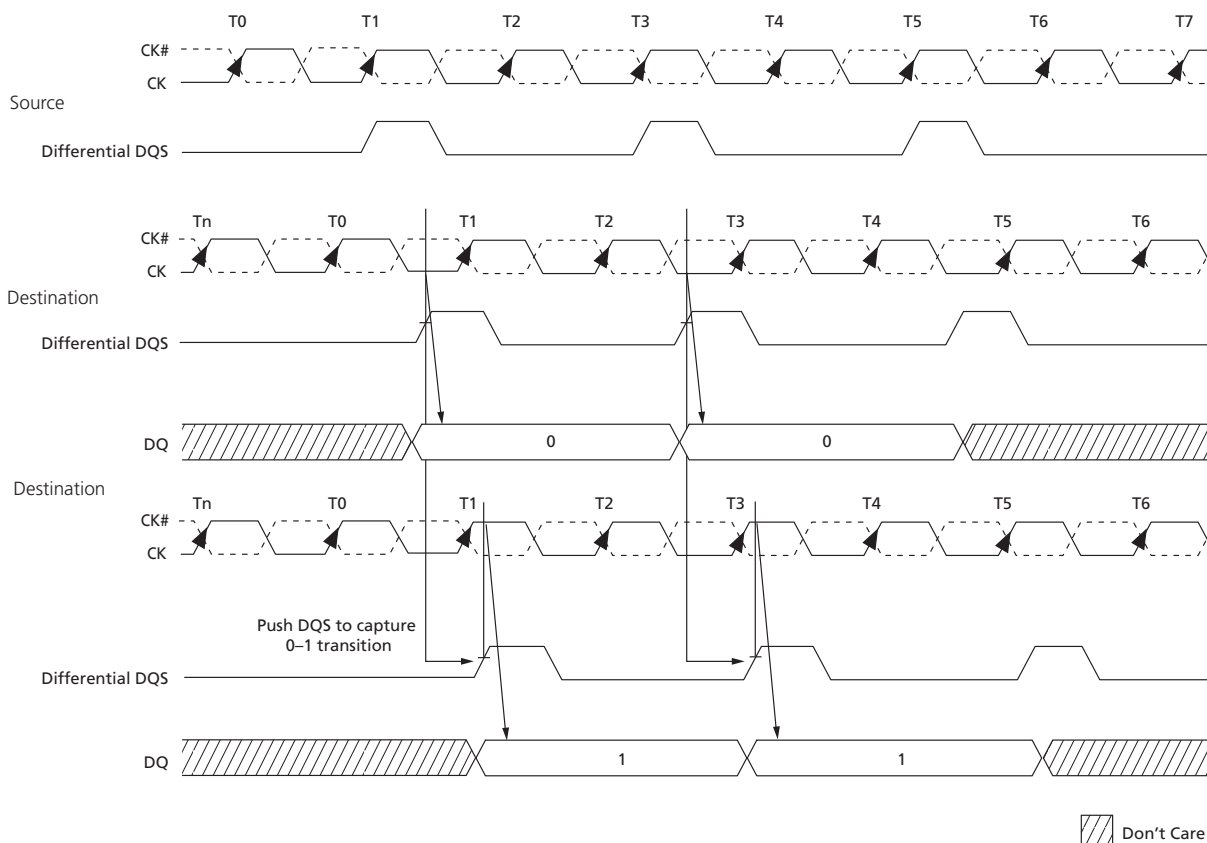 T0 T1 T2 T3 T4 T5 T6 T7
CK#
CK
Source
Differential DQS
Tn T0 T1 T2 T3 T4 T5 T6
CK#
CK
Destination
Differential DQS
DQ 0 0
Destination
Tn T0 T1 T2 T3 T4 T5 T6
CK#
CK
Push DQS to capture
0–1 transition
Differential DQS
DQ 1 1
Don't Care